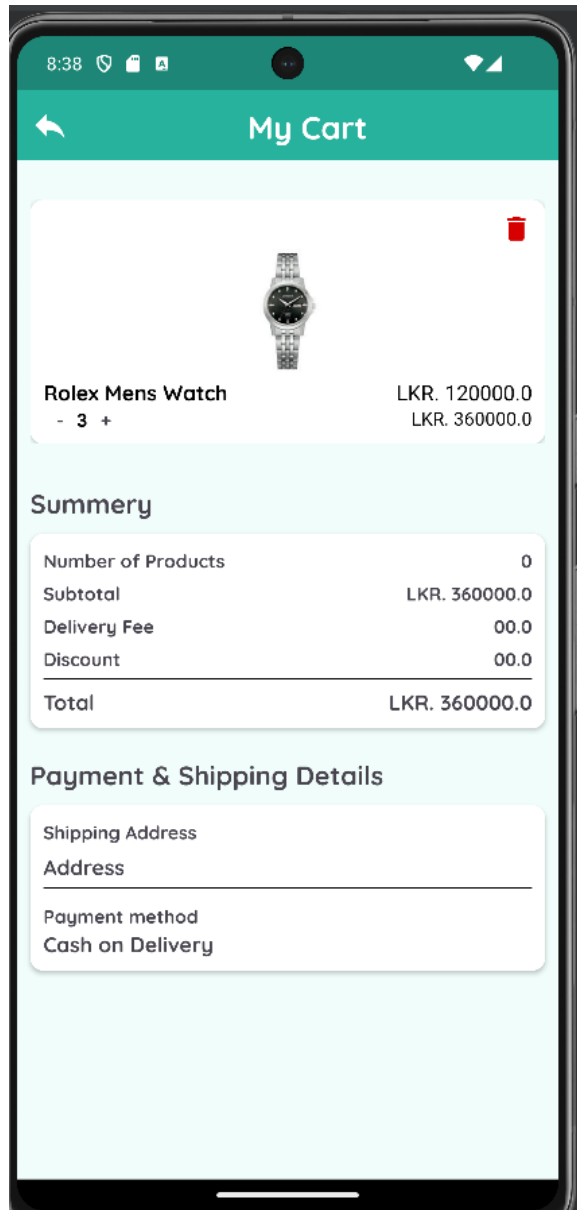 8:38
My Cart
Rolex Mens Watch LKR. 120000.0
- 3 + LKR. 360000.0
Summery
Number of Products 0
Subtotal LKR. 360000.0
Delivery Fee 00.0
Discount 00.0
Total LKR. 360000.0
Payment & Shipping Details
Shipping Address
Address
Payment method
Cash on Delivery